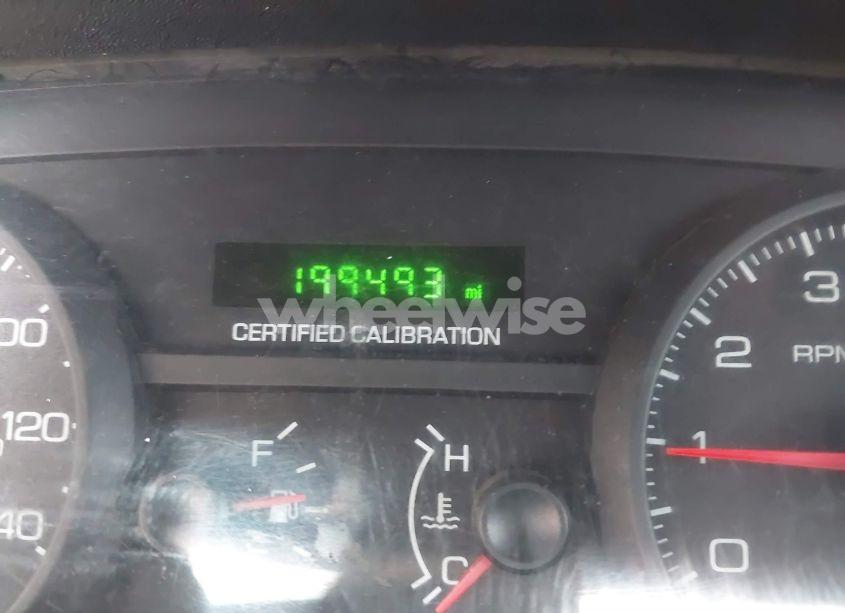 199493 mi
wheelwise
CERTIFIED CALIBRATION
00
120
40
F
H
C
3
2
RPM
1
0